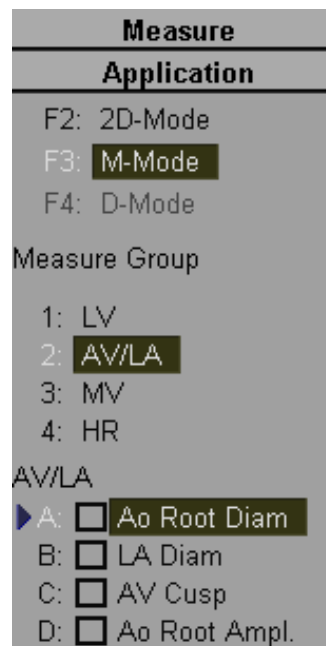 Measure
Application
F2: 2D-Mode
F3: M-Mode
F4: D-Mode
Measure Group
1: LV
2: AV/LA
3: MV
4: HR
AV/LA
A: Ao Root Diam
B: LA Diam
C: AV Cusp
D: Ao Root Ampl.